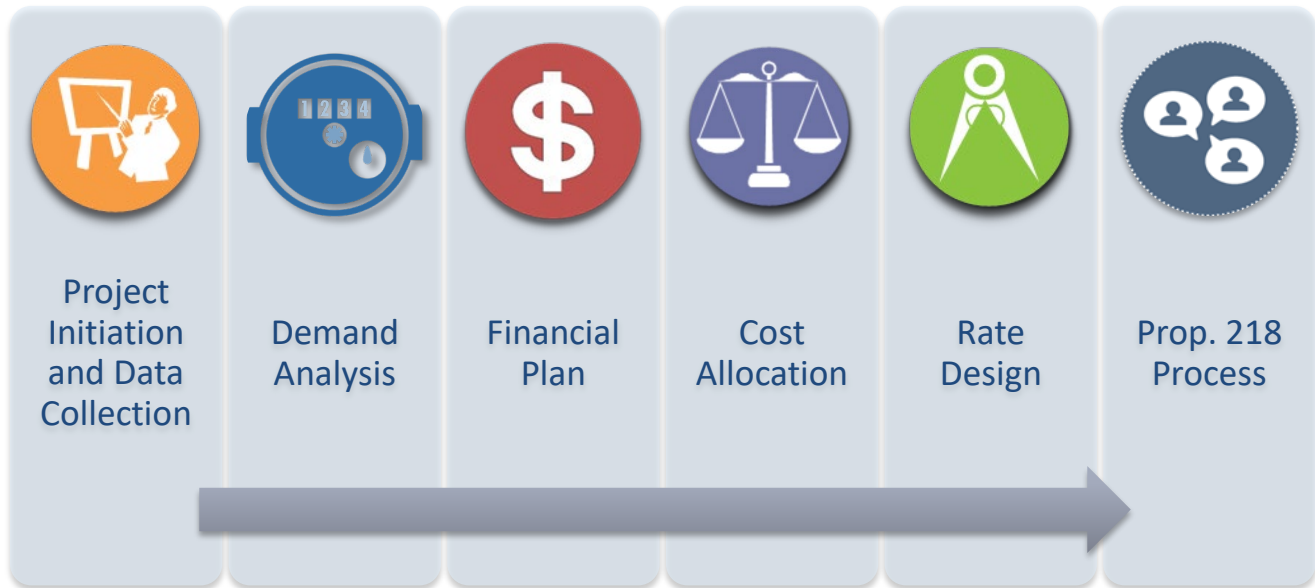 1234
$
Project
Initiation
and Data
Collection
Demand
Analysis
Financial
Plan
Cost
Allocation
Rate
Design
Prop. 218
Process